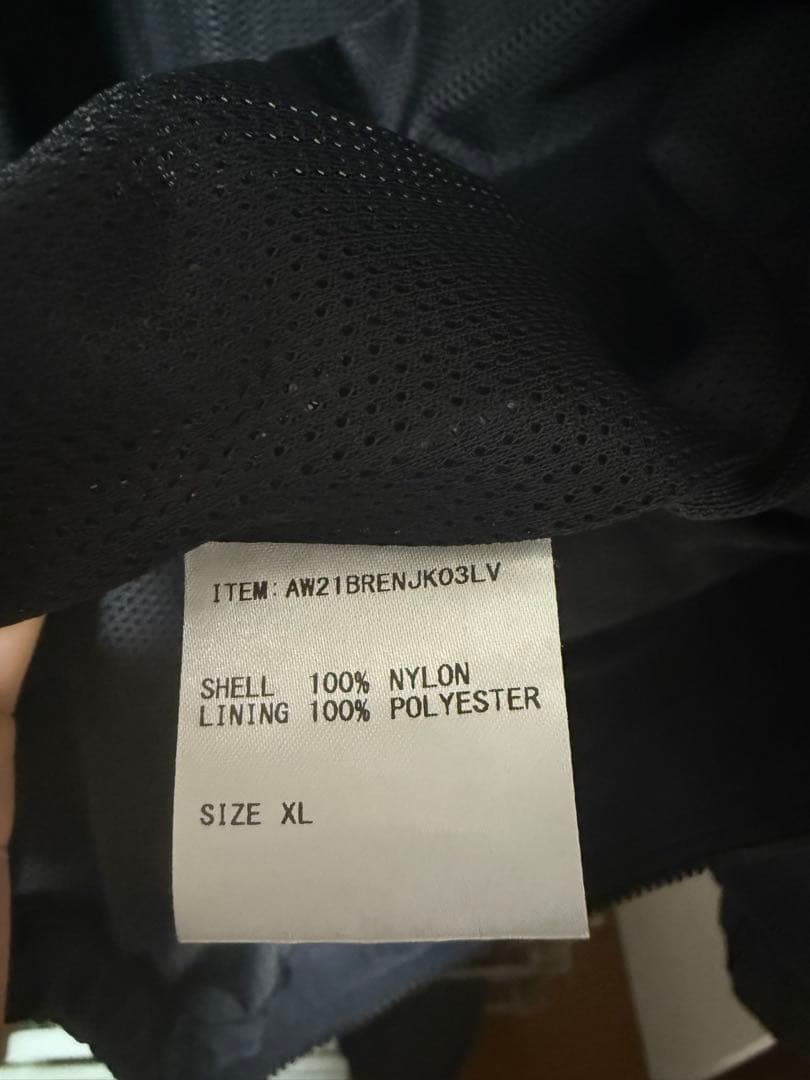 ITEM: AW21BRENJK03LV
SHELL 100% NYLON
LINING 100% POLYESTER
SIZE XL